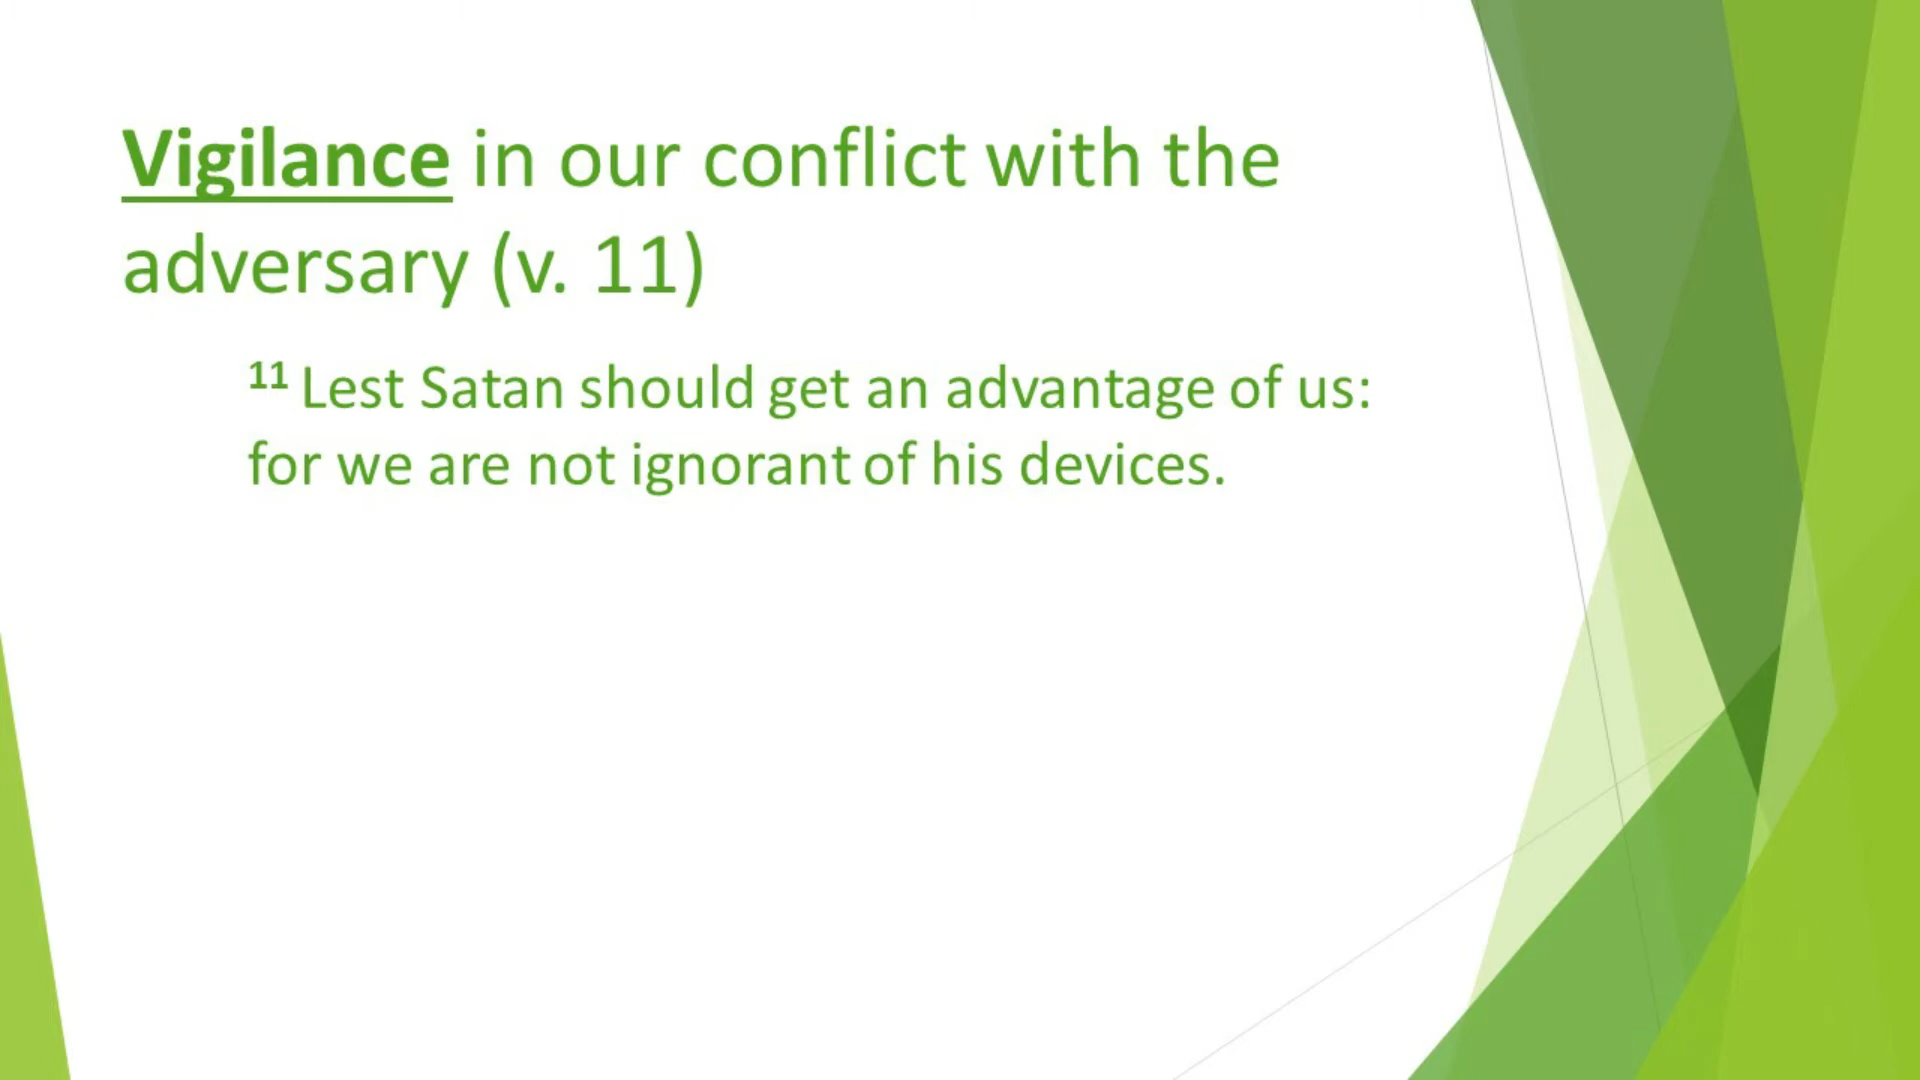 Vigilance in our conflict with the
adversary (v. 11)
11 Lest Satan should get an advantage of us:
for we are not ignorant of his devices.